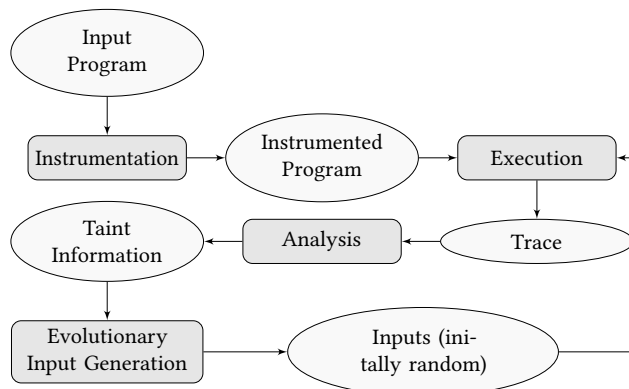 Input
Program
Instrumentation
Instrumented
Program
Execution
Taint
Information
Analysis
Trace
Evolutionary
Input Generation
Inputs (ini-
tally random)